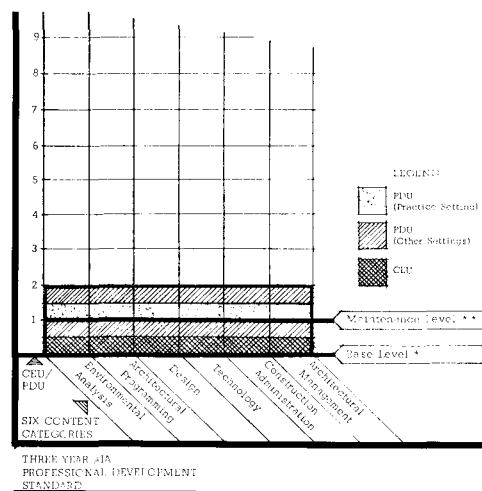 9
8
7
6
5
4
3
2
1
LEGEND
PDU
(Practice Setting)
PDU
(Other Settings)
CEU
Maintenance Level **
Base Level *
CEU/
PDU
Environmental
Analysis
Architectural
Programming
Design
Technology
Construction
Administration
Architectural
Management
SIX CONTENT
CATEGORIES
THREE YEAR AIA
PROFESSIONAL DEVELOPMENT
STANDARD